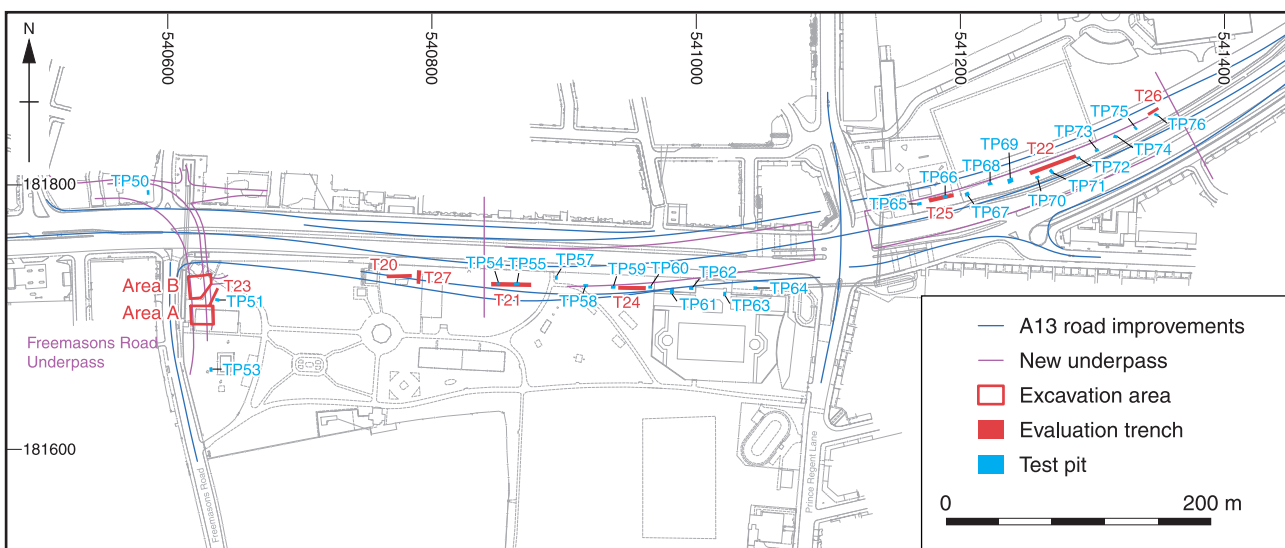 N
540600
540800
541000
541200
541400
181800
181600
TP50
Area B
T23
TP51
Area A
Freemasons Road
Underpass
TP53
T20
T27
TP54
TP55
TP57
T21
TP58
TP59
T24
TP60
TP61
TP62
TP63
TP64
TP65
TP66
T25
TP67
TP68
TP69
T22
TP70
TP71
TP72
TP73
TP74
TP75
T26
TP76
Freemasons Road
Prince Regent Lane
A13 road improvements
New underpass
Excavation area
Evaluation trench
Test pit
0 200 m